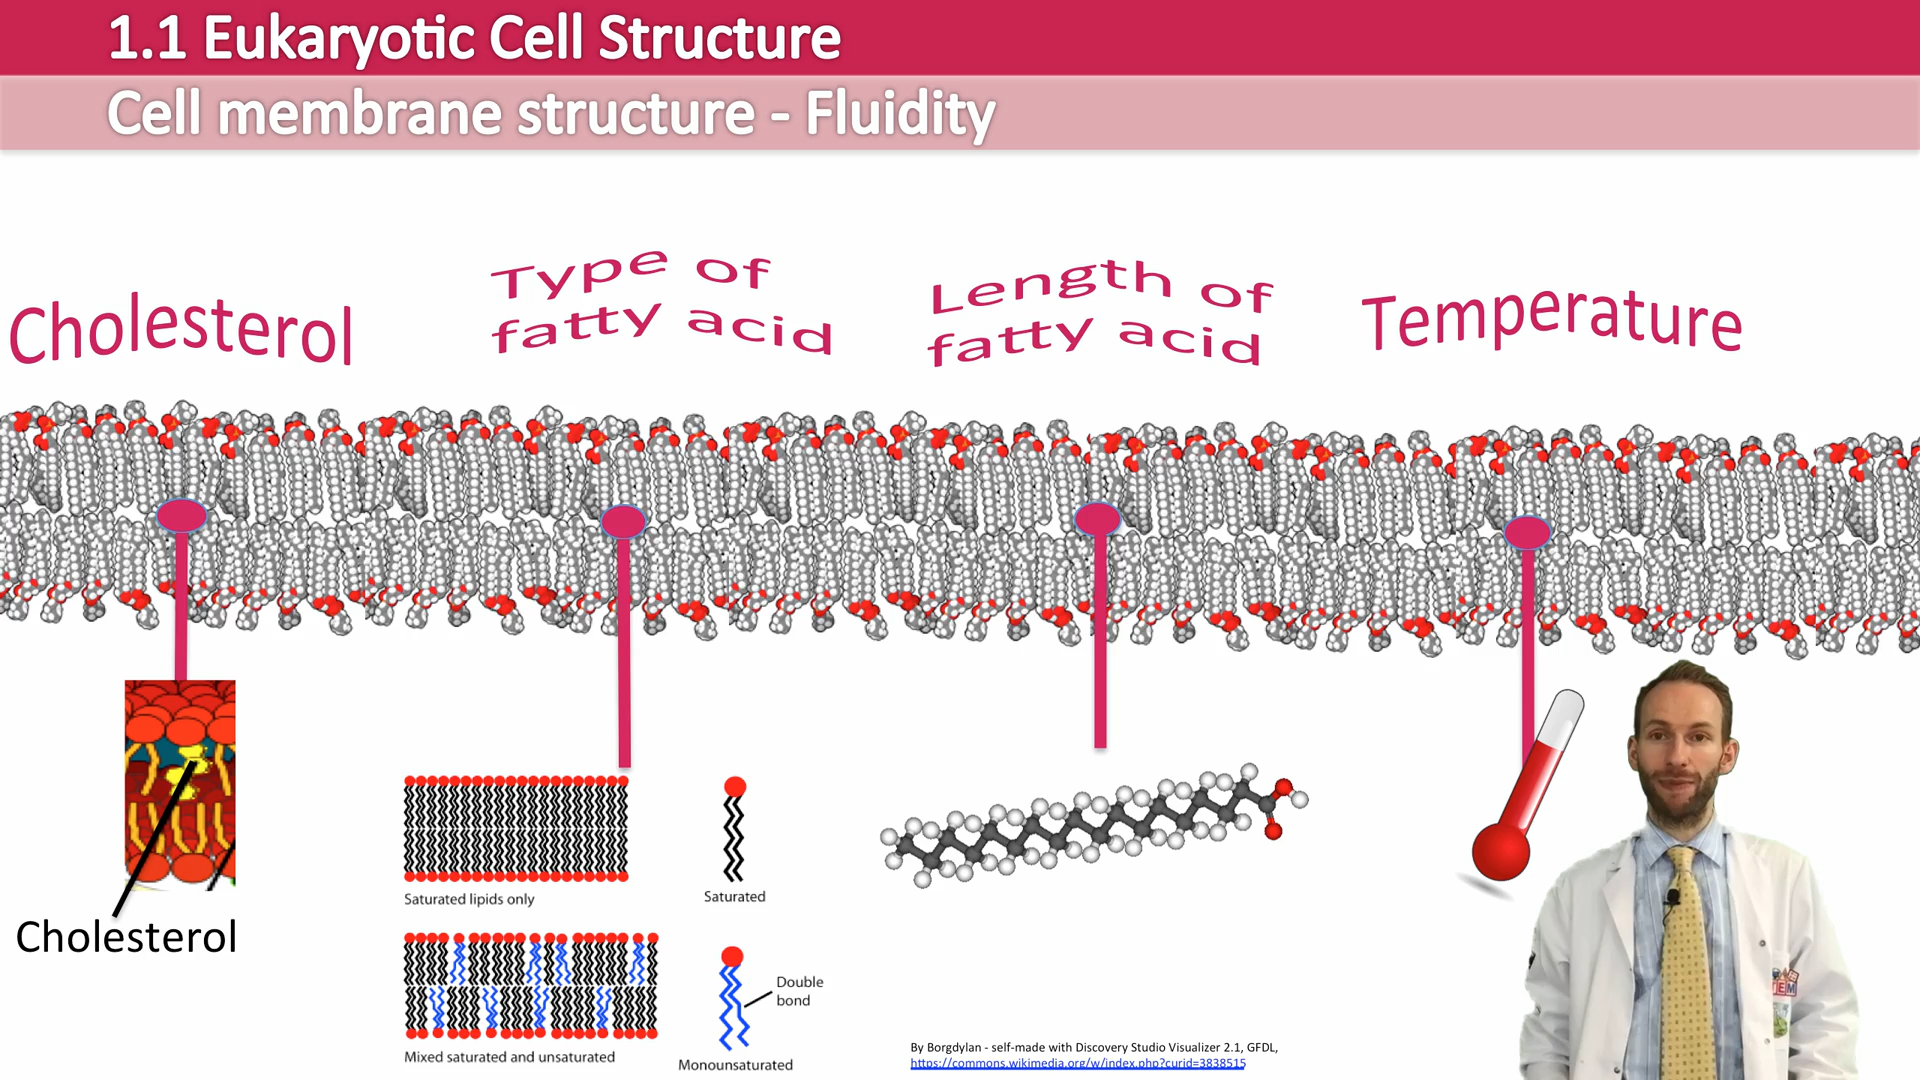 1.1 Eukaryotic Cell Structure
Cell membrane structure - Fluidity
Cholesterol
Type of
fatty acid
Length of
fatty acid
Temperature
Cholesterol
Saturated lipids only
Saturated
Mixed saturated and unsaturated
Double
bond
Monounsaturated
By Borgdylan - self-made with Discovery Studio Visualizer 2.1, GFDL,
https://commons.wikimedia.org/w/index.php?curid=3838515